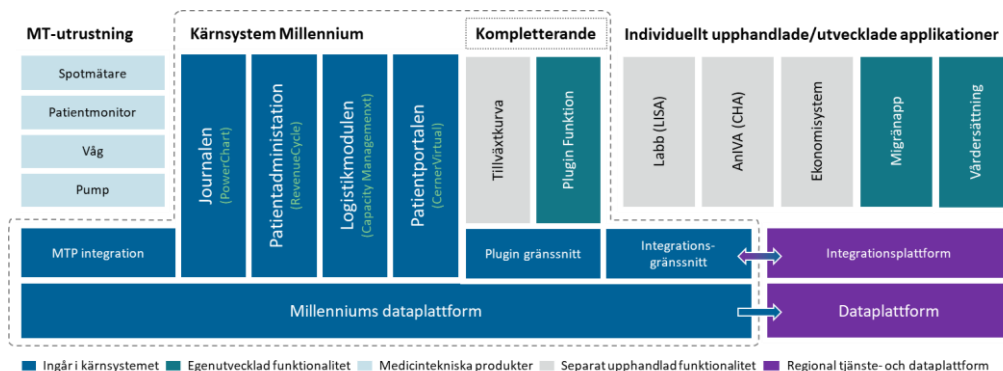 MT-utrustning
Kärnsystem Millennium
Kompletterande
Individuellt upphandlade/utvecklade applikationer
Spotmätare
Patientmonitor
Våg
Pump
Journalen
(PowerChart)
Patientadministation
(RevenueCycle)
Logistikmodulen
(Capacity Managemenxt)
Patientportalen
(CernerVirtual)
Tillväxtkurva
Plugin Funktion
Labb (LISA)
AnIVA (CHA)
Ekonomisystem
Migränapp
Vårdersättning
MTP integration
Plugin gränssnitt
Integrations-
gränssnitt
Integrationsplattform
Millenniums dataplattform
Dataplattform
Ingår i kärnsystemet
Egenutvecklad funktionalitet
Medicintekniska produkter
Separat upphandlad funktionalitet
Regional tjänste- och dataplattform